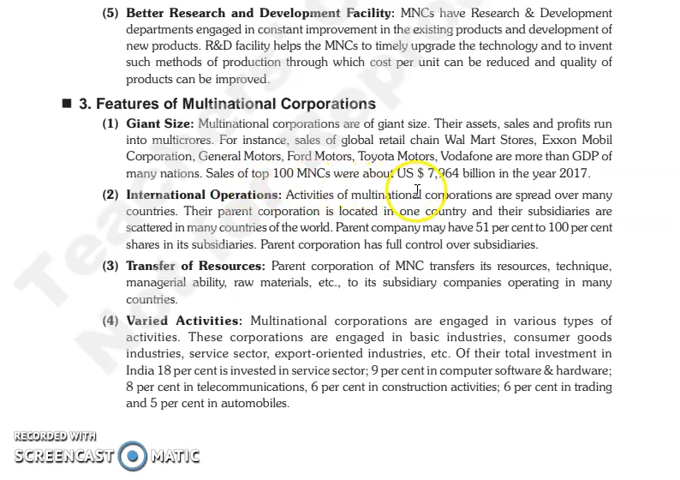 (5) Better Research and Development Facility: MNCs have Research & Development
departments engaged in constant improvement in the existing products and development of
new products. R&D facility helps the MNCs to timely upgrade the technology and to invent
such methods of production through which cost per unit can be reduced and quality of
products can be improved.
■ 3. Features of Multinational Corporations
(1) Giant Size: Multinational corporations are of giant size. Their assets, sales and profits run
into multicrores. For instance, sales of global retail chain Wal Mart Stores, Exxon Mobil
Corporation, General Motors, Ford Motors, Toyota Motors, Vodafone are more than GDP of
many nations. Sales of top 100 MNCs were about US $ 7,964 billion in the year 2017.
(2) International Operations: Activities of multinational corporations are spread over many
countries. Their parent corporation is located in one country and their subsidiaries are
scattered in many countries of the world. Parent company may have 51 per cent to 100 per cent
shares in its subsidiaries. Parent corporation has full control over subsidiaries.
(3) Transfer of Resources: Parent corporation of MNC transfers its resources, technique,
managerial ability, raw materials, etc., to its subsidiary companies operating in many
countries.
(4) Varied Activities: Multinational corporations are engaged in various types of
activities. These corporations are engaged in basic industries, consumer goods
industries, service sector, export-oriented industries, etc. Of their total investment in
India 18 per cent is invested in service sector; 9 per cent in computer software & hardware;
8 per cent in telecommunications, 6 per cent in construction activities; 6 per cent in trading
and 5 per cent in automobiles.
RECORDED WITH
SCREENCAST MATIC